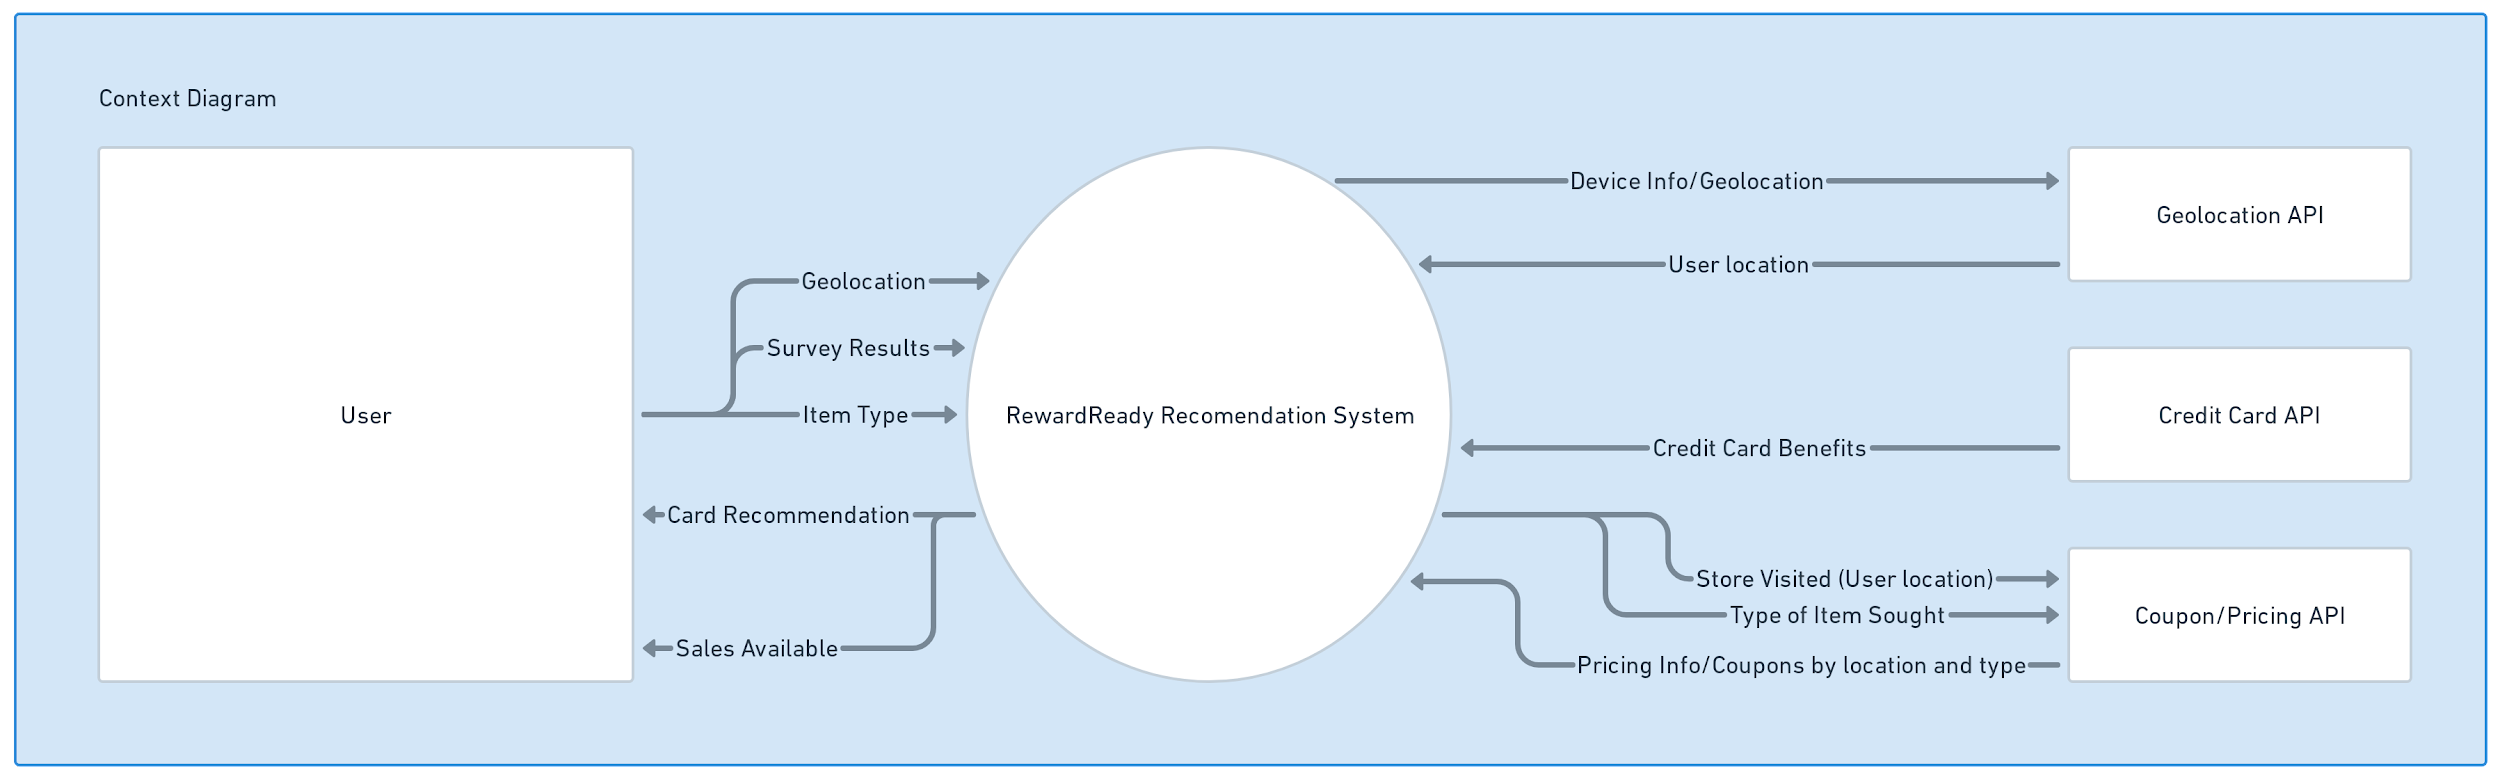 Context Diagram
User
Geolocation
Survey Results
Item Type
Card Recommendation
Sales Available
RewardReady Recomendation System
Device Info/Geolocation
User location
Credit Card Benefits
Store Visited (User location)
Type of Item Sought
Pricing Info/Coupons by location and type
Geolocation API
Credit Card API
Coupon/Pricing API